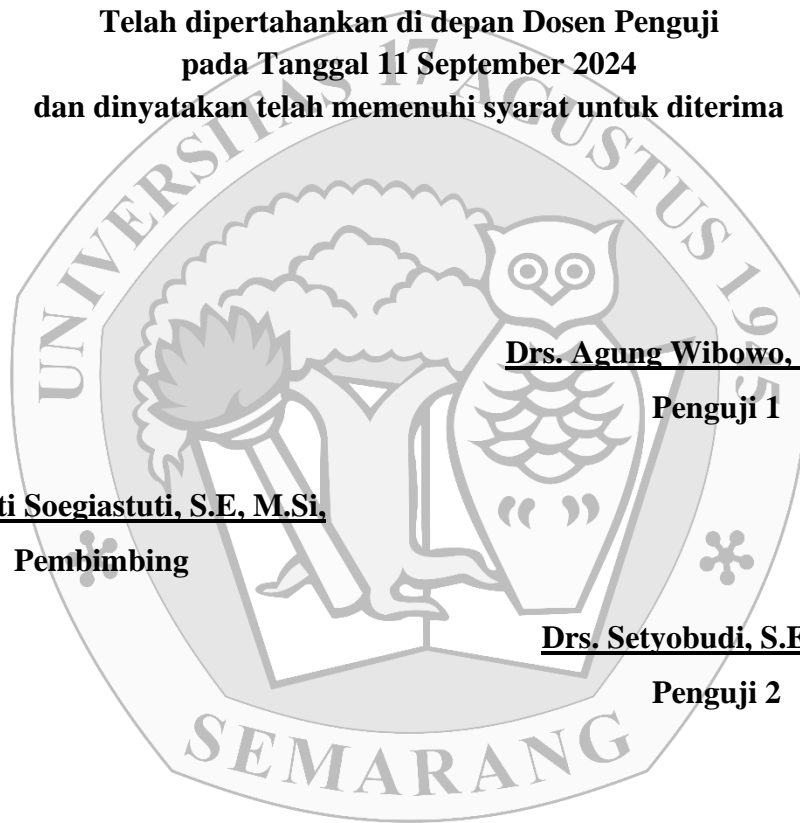 Telah dipertahankan di depan Dosen Penguji
pada Tanggal 11 September 2024
dan dinyatakan telah memenuhi syarat untuk diterima
UNIVERSITAS 17 AGUSTUS 1945
Drs. Agung Wibowo,
Penguji 1
Soegiastuti, S.E, M.Si,
Pembimbing
Drs. Setyobudi, S.E
Penguji 2
SEMARANG